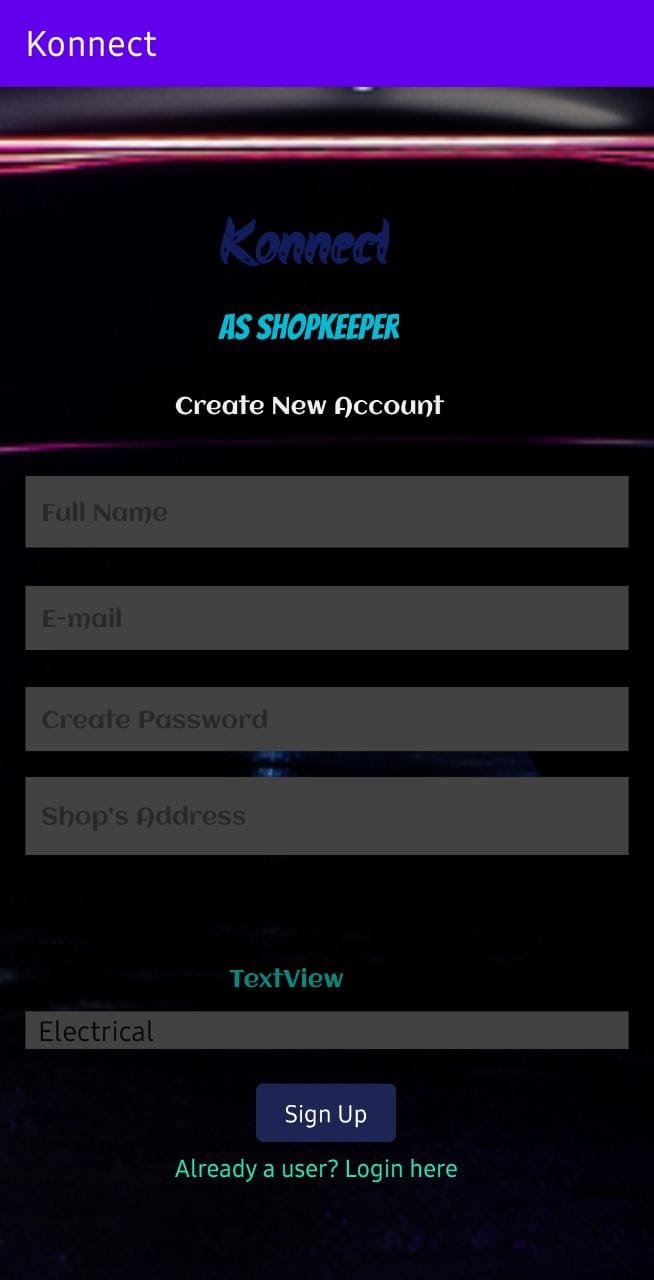 Konnect
Konnect
AS SHOPKEEPER
Create New Account
Full Name
E-mail
Create Password
Shop's Address
TextView
Electrical
Sign Up
Already a user? Login here